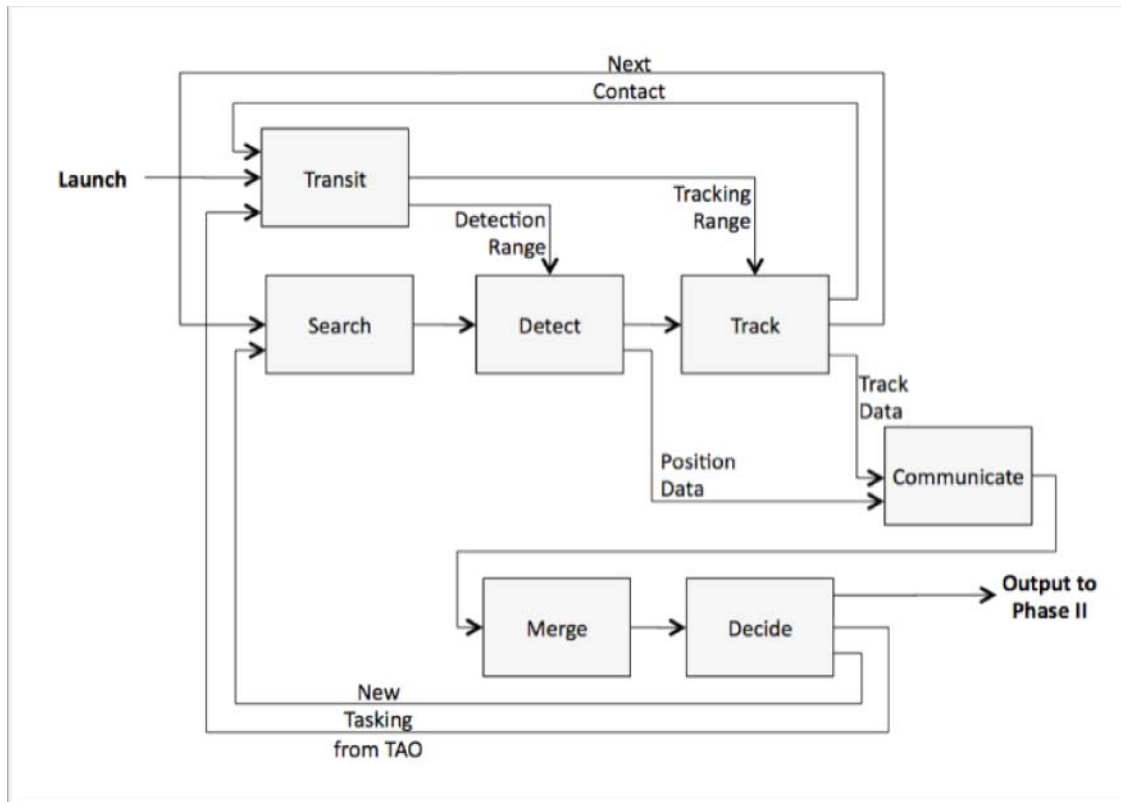 Next
Contact
Launch
Transit
Tracking
Range
Detection
Range
Search
Detect
Track
Track
Data
Position
Data
Communicate
Merge
Decide
Output to
Phase II
New
Tasking
from TAO